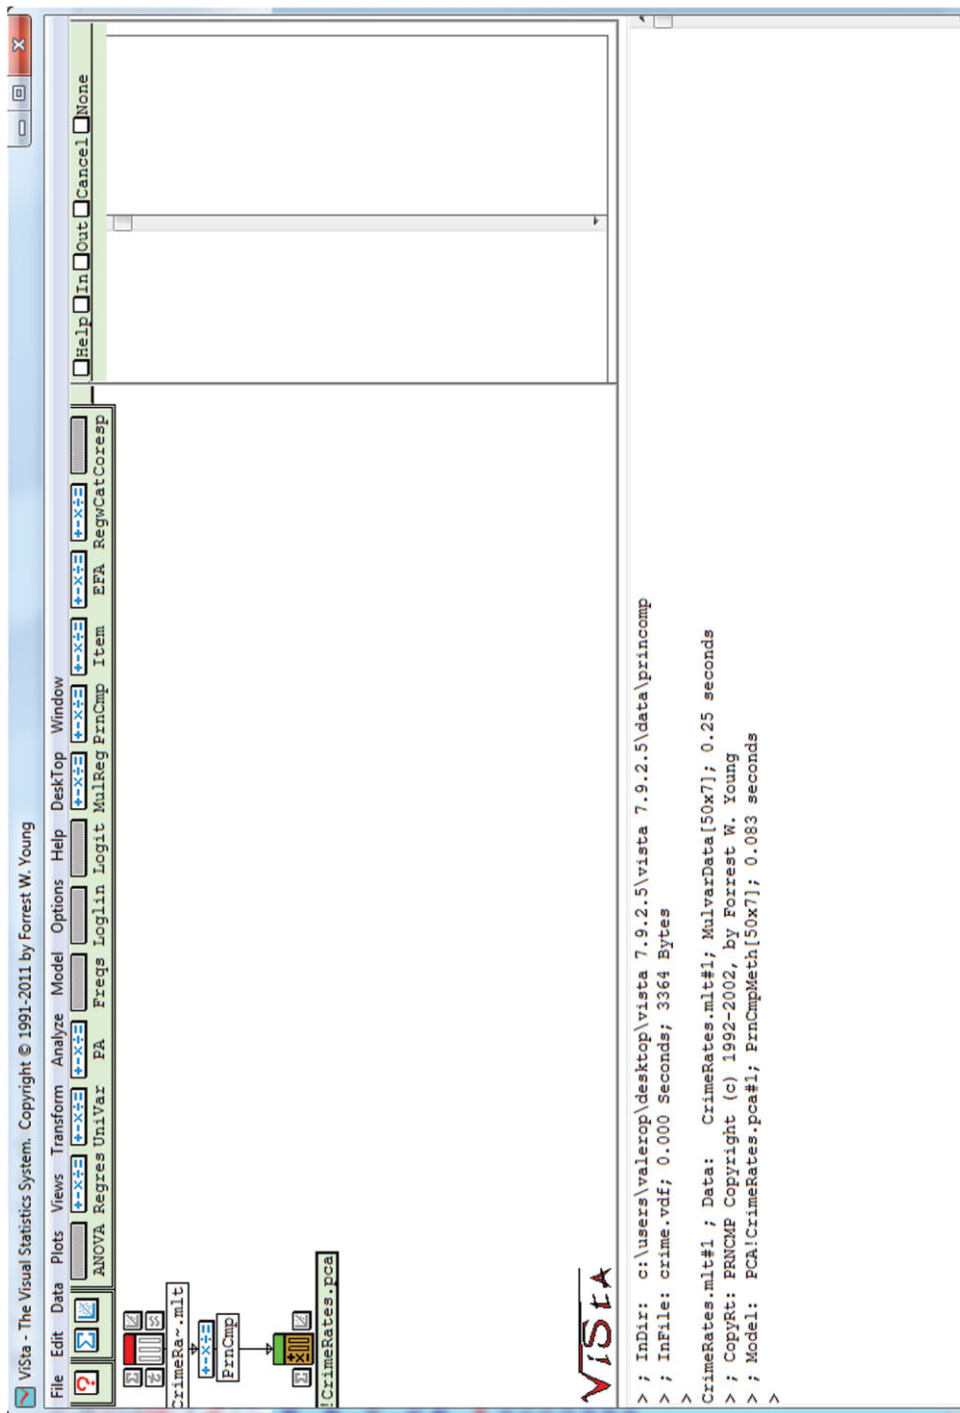 ViSta - The Visual Statistics System. Copyright © 1991-2011 by Forrest W. Young
File Edit Data Plots Views Transform Analyze Model Options Help DeskTop Window
ANOVA Regres UniVar PA Freqs Loglin Logit MulReg PrnCmp Item EFA RegwCat Coresp
Help In Out Cancel None
CrimeRa~.mlt
PrnCmp
!CrimeRates.pca
ViSta
> ; InDir: c:\users\valerop\desktop\vista 7.9.2.5\vista 7.9.2.5\data\princomp
> ; InFile: crime.vdf; 0.000 Seconds; 3364 Bytes
>
CrimeRates.mlt#1 ; Data: CrimeRates.mlt#1; MulvarData[50x7]; 0.25 seconds
> ; CopyRt: PRNCMP Copyright (c) 1992-2002, by Forrest W. Young
> ; Model: PCA!CrimeRates.pca#1; PrnCmpMeth[50x7]; 0.083 seconds
>